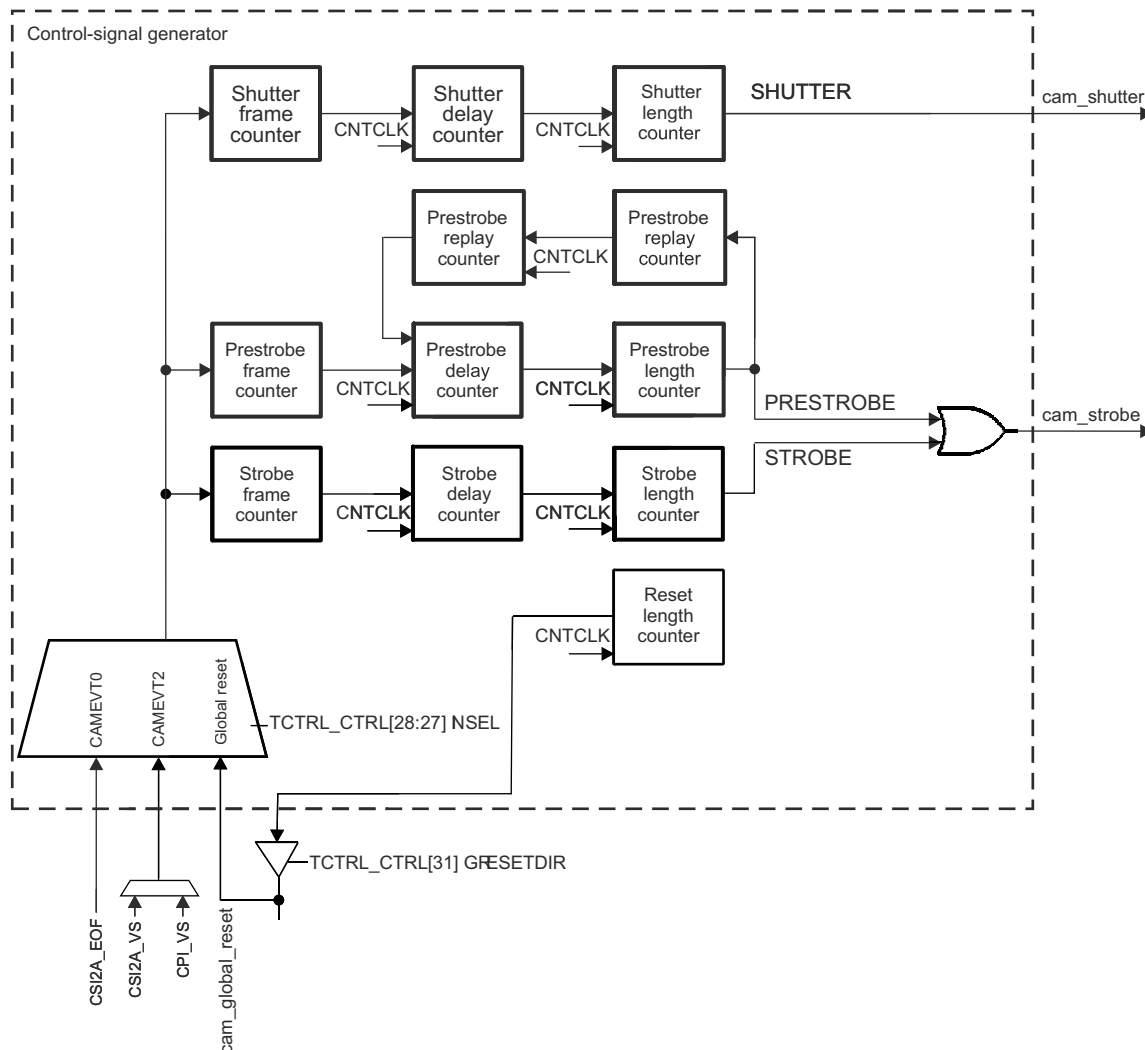 Control-signal generator
Shutter
frame
counter
CNTCLK
Shutter
delay
counter
CNTCLK
Shutter
length
counter
SHUTTER
cam_shutter
Prestrobe
replay
counter
CNTCLK
Prestrobe
replay
counter
Prestrobe
frame
counter
CNTCLK
Prestrobe
delay
counter
CNTCLK
Prestrobe
length
counter
PRESTROBE
cam_strobe
STROBE
Strobe
frame
counter
CNTCLK
Strobe
delay
counter
CNTCLK
Strobe
length
counter
Reset
length
counter
CNTCLK
CAMEVT0
CAMEVT2
Global reset
TCTRL_CTRL[28:27] INSEL
TCTRL_CTRL[31] GRESETDIR
CSI2A_EOF
CSI2A_VS
CPI_VS
cam_global_reset